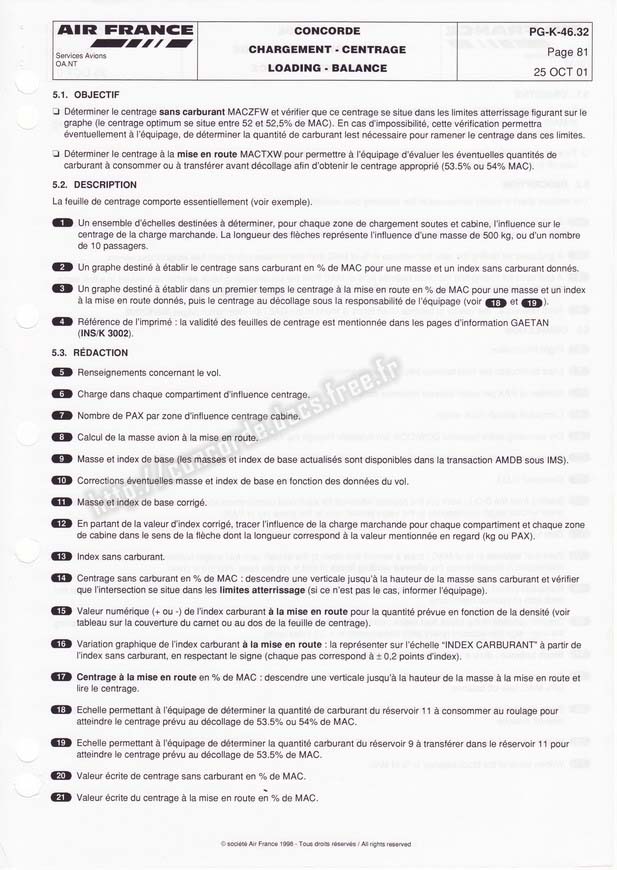 AIR FRANCE
Services Avions
OA.NT
CONCORDE
CHARGEMENT - CENTRAGE
LOADING - BALANCE
PG-K-46.32
Page 81
25 OCT 01
5.1. OBJECTIF
❑ Déterminer le centrage sans carburant MACZFW et vérifier que ce centrage se situe dans les limites atterrissage figurant sur le
graphe (le centrage optimum se situe entre 52 et 52,5% de MAC). En cas d'impossibilité, cette vérification permettra
éventuellement à l'équipage, de déterminer la quantité de carburant lest nécessaire pour ramener le centrage dans ces limites.
❑ Déterminer le centrage à la mise en route MACTXW pour permettre à l'équipage d'évaluer les éventuelles quantités de
carburant à consommer ou à transférer avant décollage afin d'obtenir le centrage approprié (53.5% ou 54% MAC).
5.2. DESCRIPTION
La feuille de centrage comporte essentiellement (voir exemple).
1 Un ensemble d'échelles destinées à déterminer, pour chaque zone de chargement soutes et cabine, l'influence sur le
centrage de la charge marchande. La longueur des flèches représente l'influence d'une masse de 500 kg, ou d'un nombre
de 10 passagers.
2 Un graphe destiné à établir le centrage sans carburant en % de MAC pour une masse et un index sans carburant donnés.
3 Un graphe destiné à établir dans un premier temps le centrage à la mise en route en % de MAC pour une masse et un index
à la mise en route donnés, puis le centrage au décollage sous la responsabilité de l'équipage (voir 18 et 19).
4 Référence de l'imprimé : la validité des feuilles de centrage est mentionnée dans les pages d'information GAETAN
(INS/K 3002).
5.3. RÉDACTION
5 Renseignements concernant le vol.
6 Charge dans chaque compartiment d'influence centrage.
7 Nombre de PAX par zone d'influence centrage cabine.
8 Calcul de la masse avion à la mise en route.
9 Masse et index de base (les masses et index de base actualisés sont disponibles dans la transaction AMDB sous IMS).
10 Corrections éventuelles masse et index de base en fonction des données du vol.
11 Masse et index de base corrigé.
12 En partant de la valeur d'index corrigé, tracer l'influence de la charge marchande pour chaque compartiment et chaque zone
de cabine dans le sens de la flèche dont la longueur correspond à la valeur mentionnée en regard (kg ou PAX).
13 Index sans carburant.
14 Centrage sans carburant en % de MAC : descendre une verticale jusqu'à la hauteur de la masse sans carburant et vérifier
que l'intersection se situe dans les limites atterrissage (si ce n'est pas le cas, informer l'équipage).
15 Valeur numérique (+ ou -) de l'index carburant à la mise en route pour la quantité prévue en fonction de la densité (voir
tableau sur la couverture du carnet ou au dos de la feuille de centrage).
16 Variation graphique de l'index carburant à la mise en route : la représenter sur l'échelle “INDEX CARBURANT” à partir de
l'index sans carburant, en respectant le signe (chaque pas correspond à ± 0,2 points d'index).
17 Centrage à la mise en route en % de MAC : descendre une verticale jusqu'à la hauteur de la masse à la mise en route et
lire le centrage.
18 Echelle permettant à l'équipage de déterminer la quantité de carburant du réservoir 11 à consommer au roulage pour
atteindre le centrage prévu au décollage de 53.5% ou 54% de MAC.
19 Echelle permettant à l'équipage de déterminer la quantité carburant du réservoir 9 à transférer dans le réservoir 11 pour
atteindre le centrage prévu au décollage de 53.5% de MAC.
20 Valeur écrite de centrage sans carburant en % de MAC.
21 Valeur écrite du centrage à la mise en route en % de MAC.
http://concorde.docs.free.fr
© société Air France 1998 - Tous droits réservés / All rights reserved